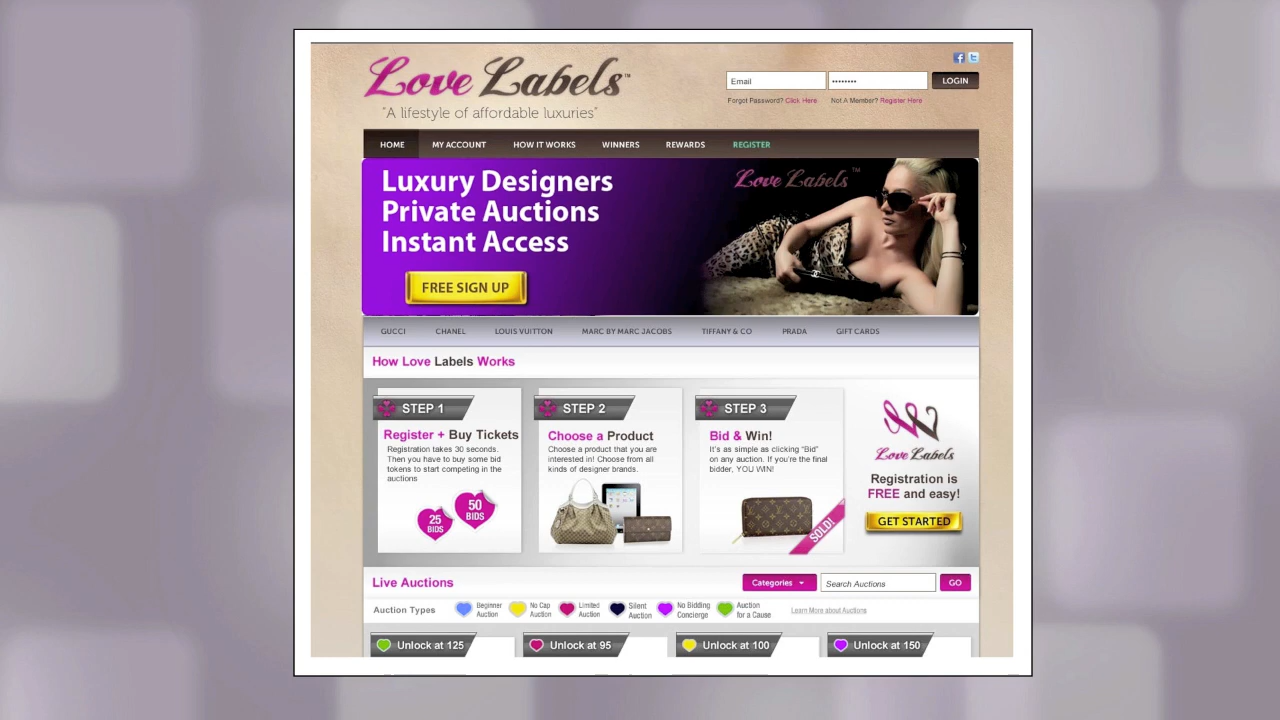 Love Labels™
"A lifestyle of affordable luxuries"
Email
••••••••
LOGIN
Forgot Password? Click Here
Not A Member? Register Here
HOME
MY ACCOUNT
HOW IT WORKS
WINNERS
REWARDS
REGISTER
Luxury Designers
Private Auctions
Instant Access
FREE SIGN UP
Love Labels™
GUCCI
CHANEL
LOUIS VUITTON
MARC BY MARC JACOBS
TIFFANY & CO
PRADA
GIFT CARDS
How Love Labels Works
STEP 1
Register + Buy Tickets
Registration takes 30 seconds.
Then you have to buy some bid
tokens to start competing in the
auctions
25
BIDS
50
BIDS
STEP 2
Choose a Product
Choose a product that you are
interested in! Choose from all
kinds of designer brands.
STEP 3
Bid & Win!
It's as simple as clicking "Bid"
on any auction. If you're the final
bidder, YOU WIN!
SOLD!
Love Labels
Registration is
FREE and easy!
GET STARTED
Live Auctions
Categories
Search Auctions
GO
Auction Types
Beginner
Auction
No Cap
Auction
Limited
Auction
Silent
Auction
No Bidding
Concierge
Auction
for a Cause
Learn More about Auctions
Unlock at 125
Unlock at 95
Unlock at 100
Unlock at 150